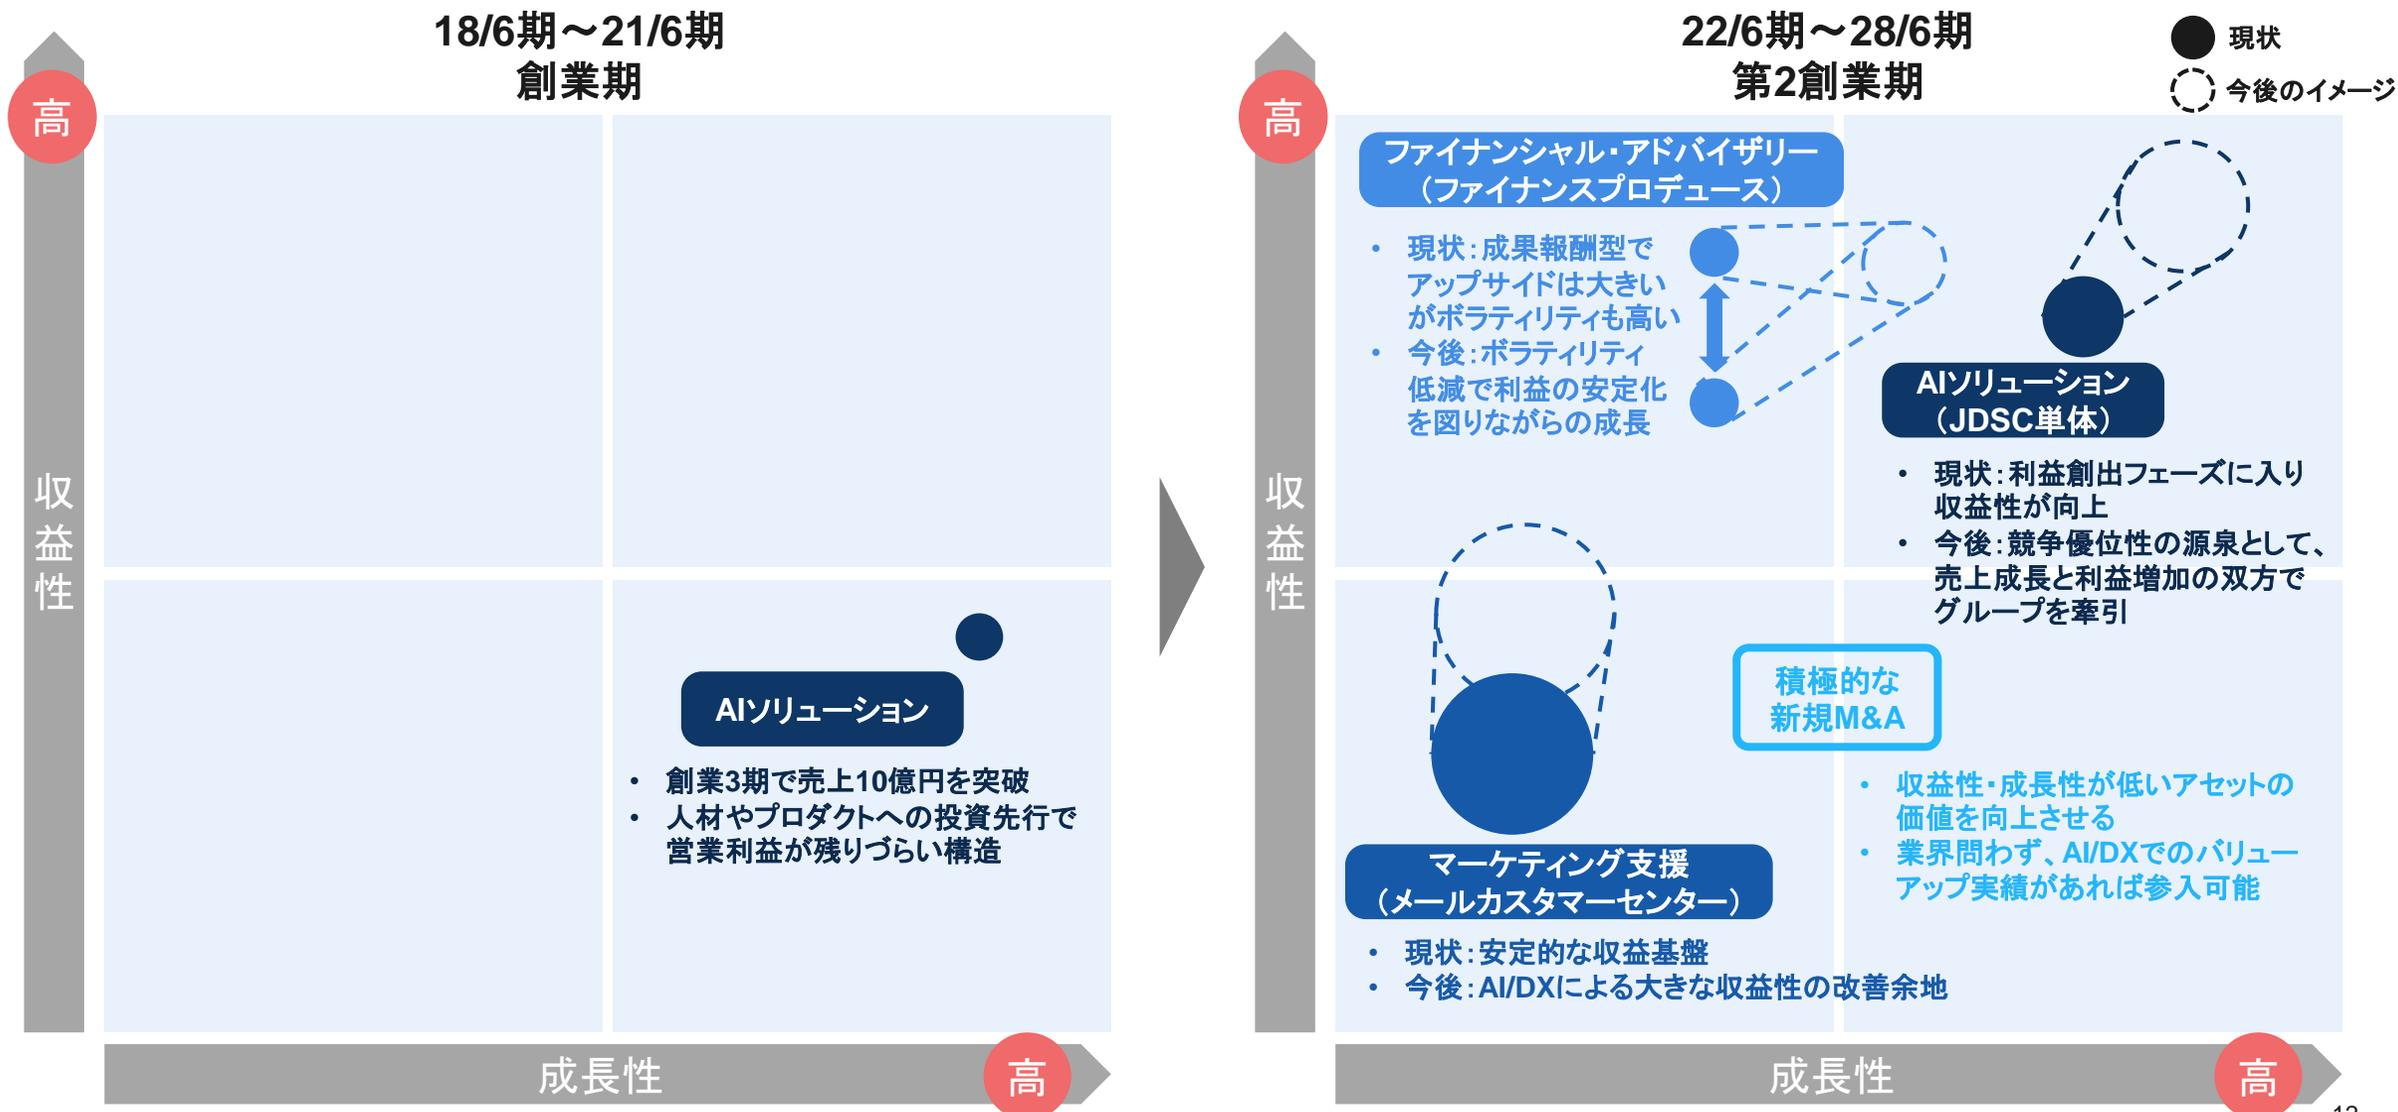 18/6期～21/6期
創業期
高
収益性
AIソリューション
• 創業3期で売上10億円を突破
• 人材やプロダクトへの投資先行で
営業利益が残りづらい構造
成長性
高
22/6期～28/6期
第2創業期
現状
今後のイメージ
高
収益性
ファイナンシャル・アドバイザリー
（ファイナンスプロデュース）
• 現状：成果報酬型で
アップサイドは大きい
がボラティリティも高い
• 今後：ボラティリティ
低減で利益の安定化
を図りながらの成長
AIソリューション
（JDSC単体）
• 現状：利益創出フェーズに入り
収益性が向上
• 今後：競争優位性の源泉として、
売上成長と利益増加の双方で
グループを牽引
積極的な
新規M&A
• 収益性・成長性が低いアセットの
価値を向上させる
• 業界問わず、AI/DXでのバリュー
アップ実績があれば参入可能
マーケティング支援
（メールカスタマーセンター）
• 現状：安定的な収益基盤
• 今後：AI/DXによる大きな収益性の改善余地
成長性
高